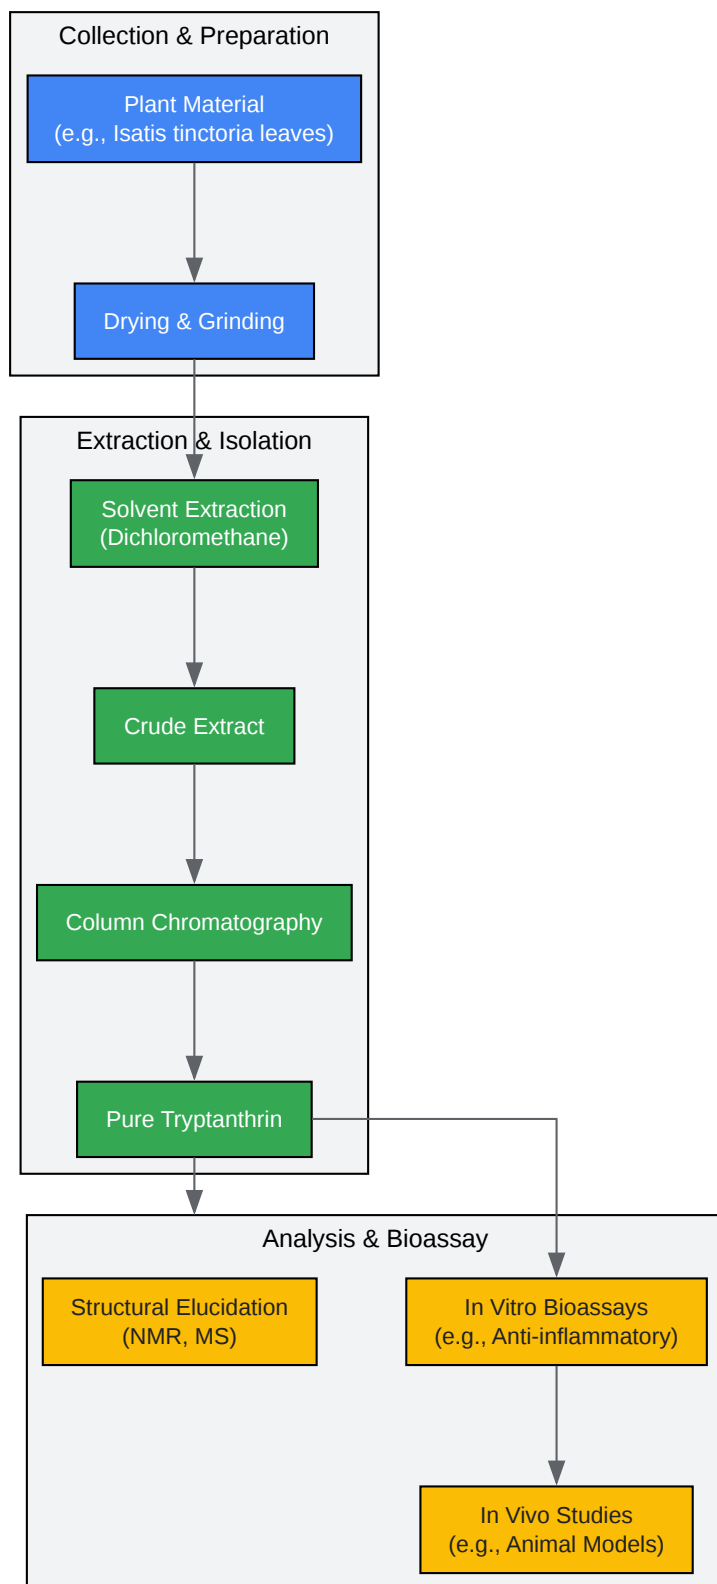 Collection & Preparation
Plant Material
(e.g., Isatis tinctoria leaves)
Drying & Grinding
Extraction & Isolation
Solvent Extraction
(Dichloromethane)
Crude Extract
Column Chromatography
Pure Tryptanthrin
Analysis & Bioassay
Structural Elucidation
(NMR, MS)
In Vitro Bioassays
(e.g., Anti-inflammatory)
In Vivo Studies
(e.g., Animal Models)